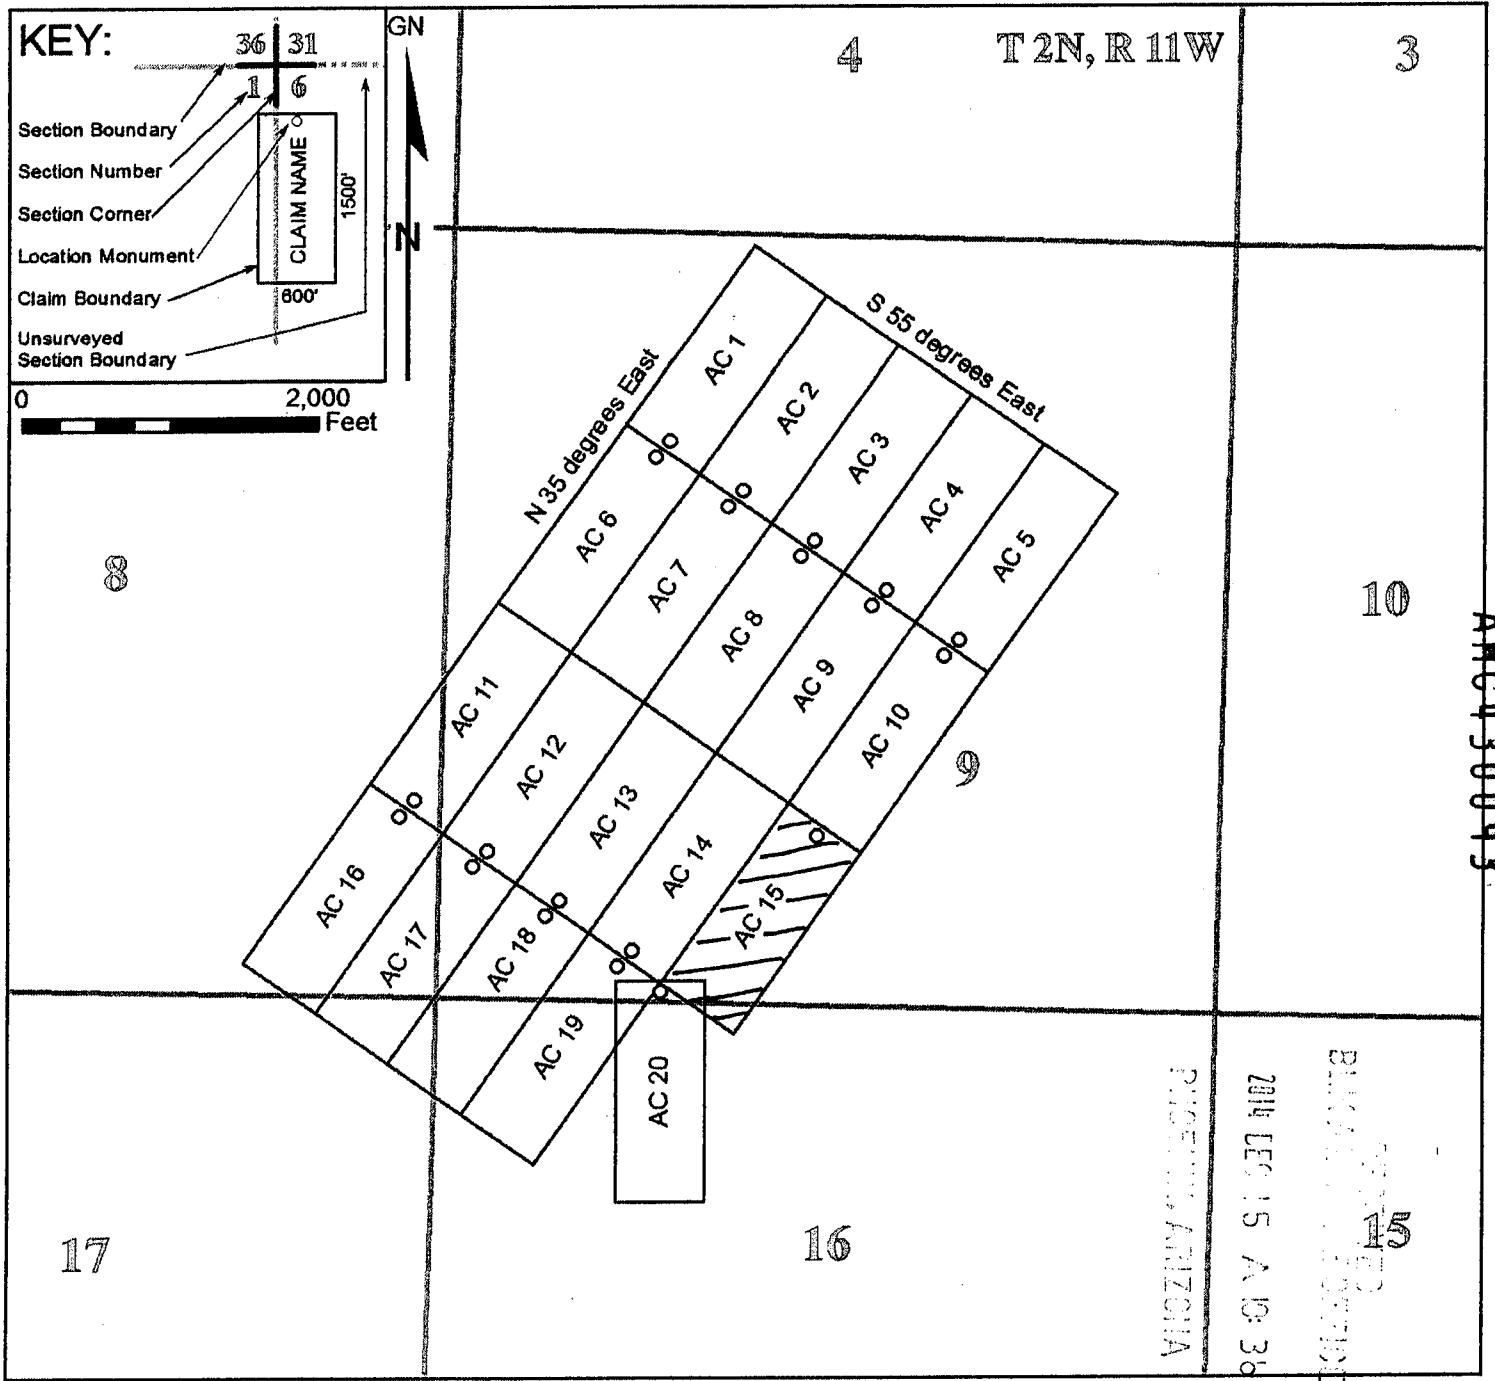 KEY:
36 31
1 6
Section Boundary
Section Number
Section Corner
Location Monument
Claim Boundary
Unsurveyed
Section Boundary
CLAIM NAME
1500'
600'
GN
N
0 2,000
Feet
4
T 2N, R 11W
3
S 55 degrees East
N 35 degrees East
AC 1
AC 2
AC 3
AC 4
AC 5
AC 6
AC 7
AC 8
AC 9
AC 10
8
9
10
AC 11
AC 12
AC 13
AC 14
AC 15
AC 16
AC 17
AC 18
AC 19
AC 20
17
16
15
2014 DEC 15 A 10: 36
ARIZONA